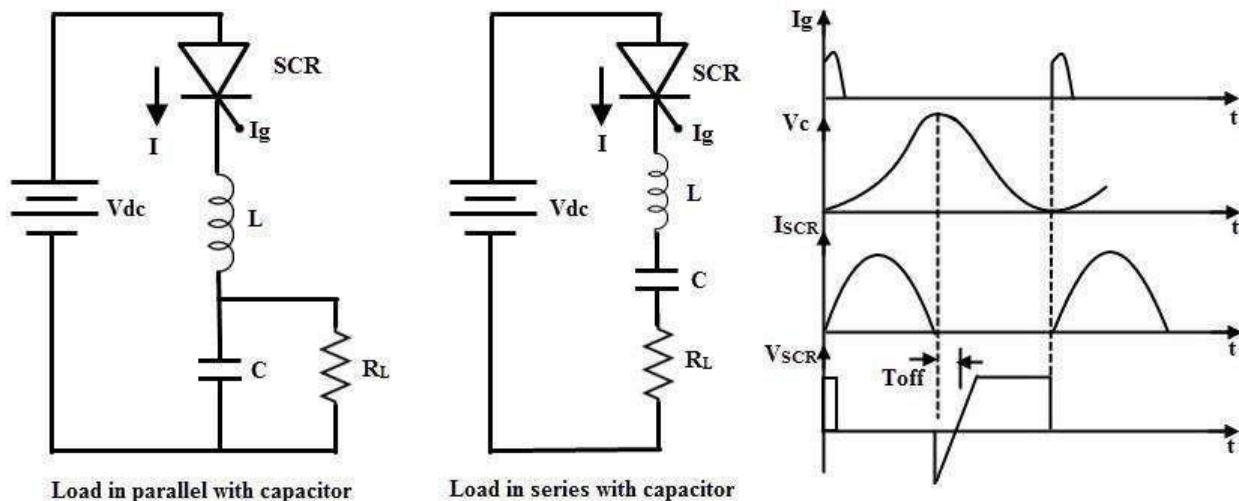 SCR
Ig
I
Vdc
L
C
RL
Load in parallel with capacitor
SCR
Ig
I
Vdc
L
C
RL
Load in series with capacitor
Ig
t
Vc
t
ISCR
t
VSCR
Toff
t